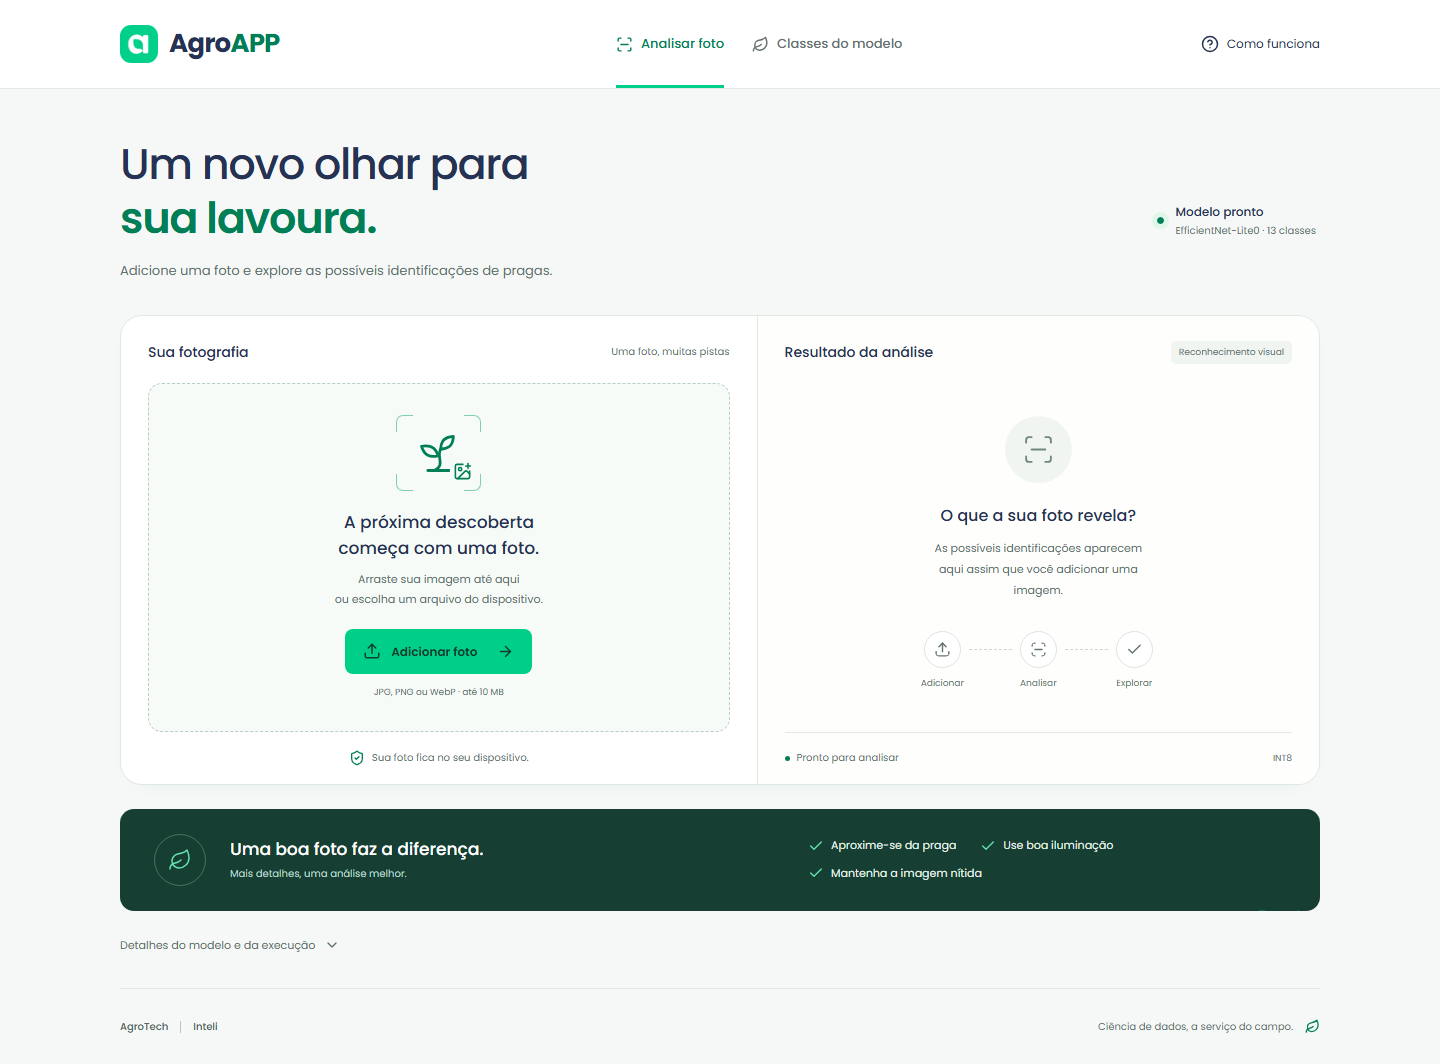 AgroAPP
Analisar foto
Classes do modelo
Como funciona
Um novo olhar para
sua lavoura.
Modelo pronto
EfficientNet-Lite0 · 13 classes
Adicione uma foto e explore as possíveis identificações de pragas.
Sua fotografia
Uma foto, muitas pistas
A próxima descoberta
começa com uma foto.
Arraste sua imagem até aqui
ou escolha um arquivo do dispositivo.
Adicionar foto
JPG, PNG ou WebP · até 10 MB
Sua foto fica no seu dispositivo.
Resultado da análise
Reconhecimento visual
O que a sua foto revela?
As possíveis identificações aparecem
aqui assim que você adicionar uma
imagem.
Adicionar
Analisar
Explorar
Pronto para analisar
INT8
Uma boa foto faz a diferença.
Mais detalhes, uma análise melhor.
Aproxime-se da praga
Use boa iluminação
Mantenha a imagem nítida
Detalhes do modelo e da execução
AgroTech | Inteli
Ciência de dados, a serviço do campo.